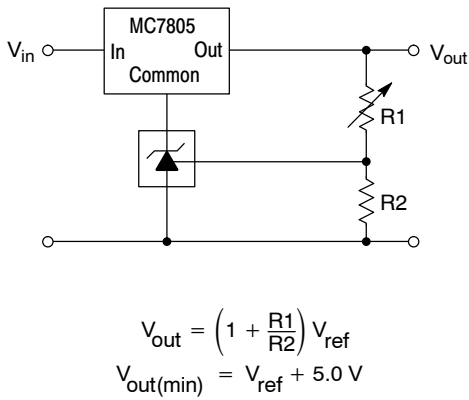 MC7805
V_in In Out V_out
Common
R1
R2
V_out = (1 + R1/R2) V_ref
V_out(min) = V_ref + 5.0 V